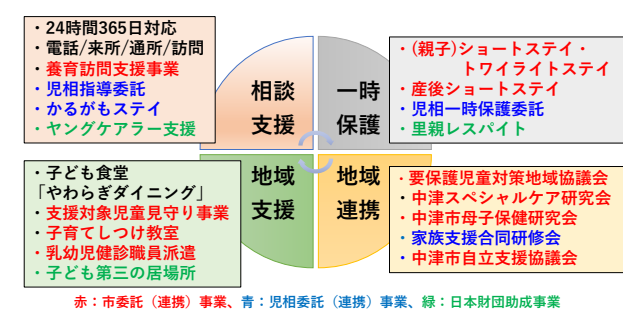 ・24時間365日対応
・電話/来所/通所/訪問
・養育訪問支援事業
・児相指導委託
・かるがもステイ
・ヤングケアラー支援
相談
支援
一時
保護
・(親子)ショートステイ・
トワイライトステイ
・産後ショートステイ
・児相一時保護委託
・里親レスパイト
・子ども食堂
「やわらぎダイニング」
・支援対象児童見守り事業
・子育てしつけ教室
・乳幼児健診職員派遣
・子ども第三の居場所
地域
支援
地域
連携
・要保護児童対策地域協議会
・中津スペシャルケア研究会
・中津市母子保健研究会
・家族支援合同研修会
・中津市自立支援協議会
赤：市委託（連携）事業、青：児相委託（連携）事業、緑：日本財団助成事業